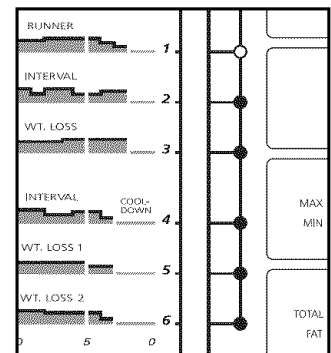 RUNNER
1
INTERVAL
2
WT. LOSS
3
INTERVAL
COOL-
DOWN
4
MAX
MIN
WT. LOSS 1
5
WT. LOSS 2
6
TOTAL
FAT
0 5 0